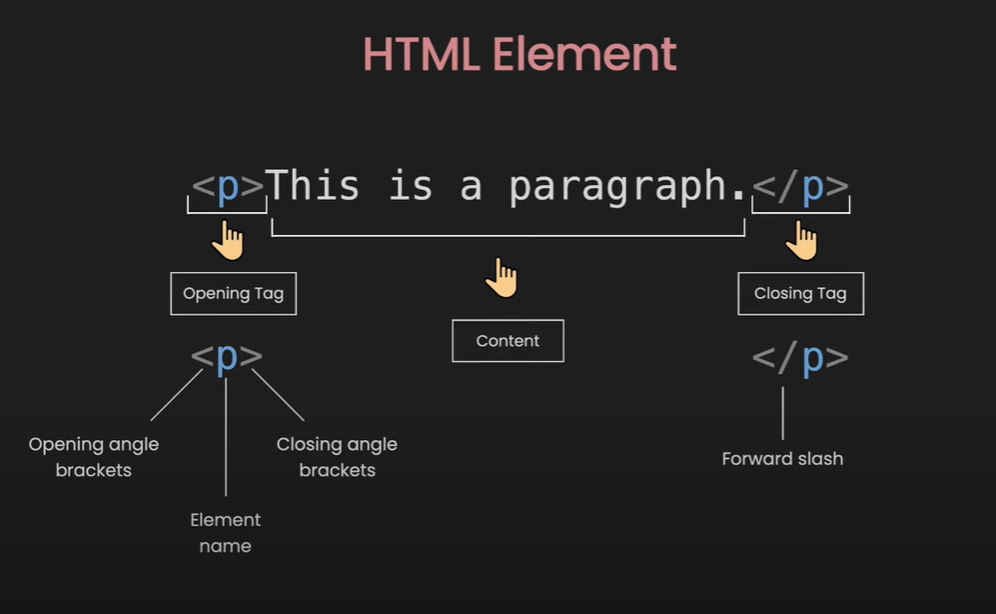 HTML Element
<p>This is a paragraph.</p>
Opening Tag
Content
Closing Tag
<p>
</p>
Opening angle
brackets
Closing angle
brackets
Element
name
Forward slash